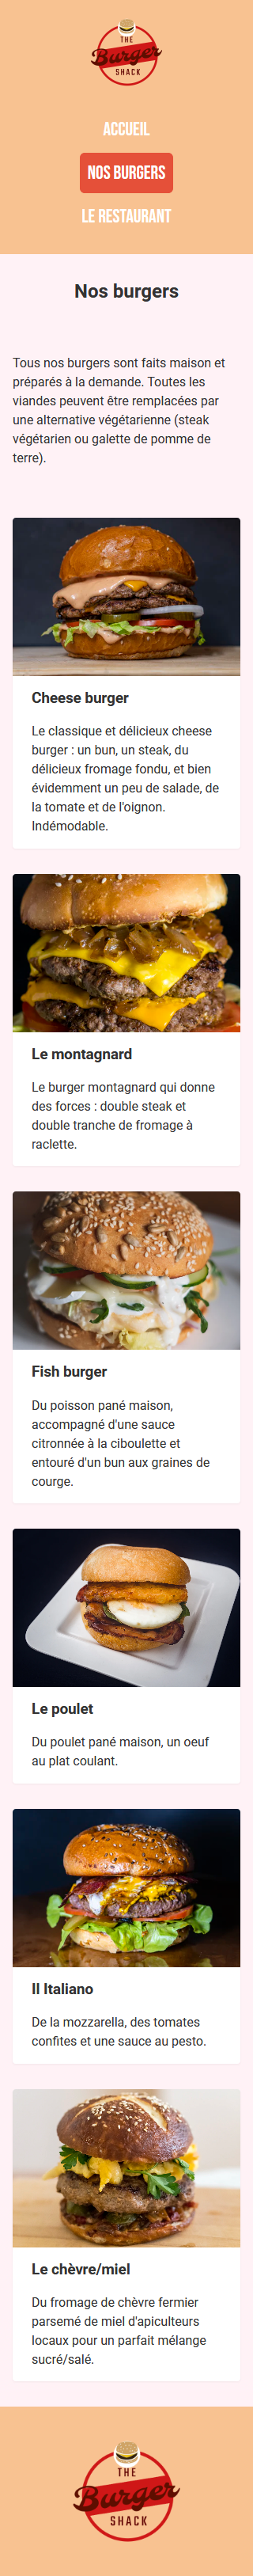 THE
Burger
SHACK
ACCUEIL
NOS BURGERS
LE RESTAURANT
Nos burgers
Tous nos burgers sont faits maison et
préparés à la demande. Toutes les
viandes peuvent être remplacées par
une alternative végétarienne (steak
végétarien ou galette de pomme de
terre).
Cheese burger
Le classique et délicieux cheese
burger : un bun, un steak, du
délicieux fromage fondu, et bien
évidemment un peu de salade, de
la tomate et de l'oignon.
Indémodable.
Le montagnard
Le burger montagnard qui donne
des forces : double steak et
double tranche de fromage à
raclette.
Fish burger
Du poisson pané maison,
accompagné d'une sauce
citronnée à la ciboulette et
entouré d'un bun aux graines de
courge.
Le poulet
Du poulet pané maison, un oeuf
au plat coulant.
Il Italiano
De la mozzarella, des tomates
confites et une sauce au pesto.
Le chèvre/miel
Du fromage de chèvre fermier
parsemé de miel d'apiculteurs
locaux pour un parfait mélange
sucré/salé.
THE
Burger
SHACK